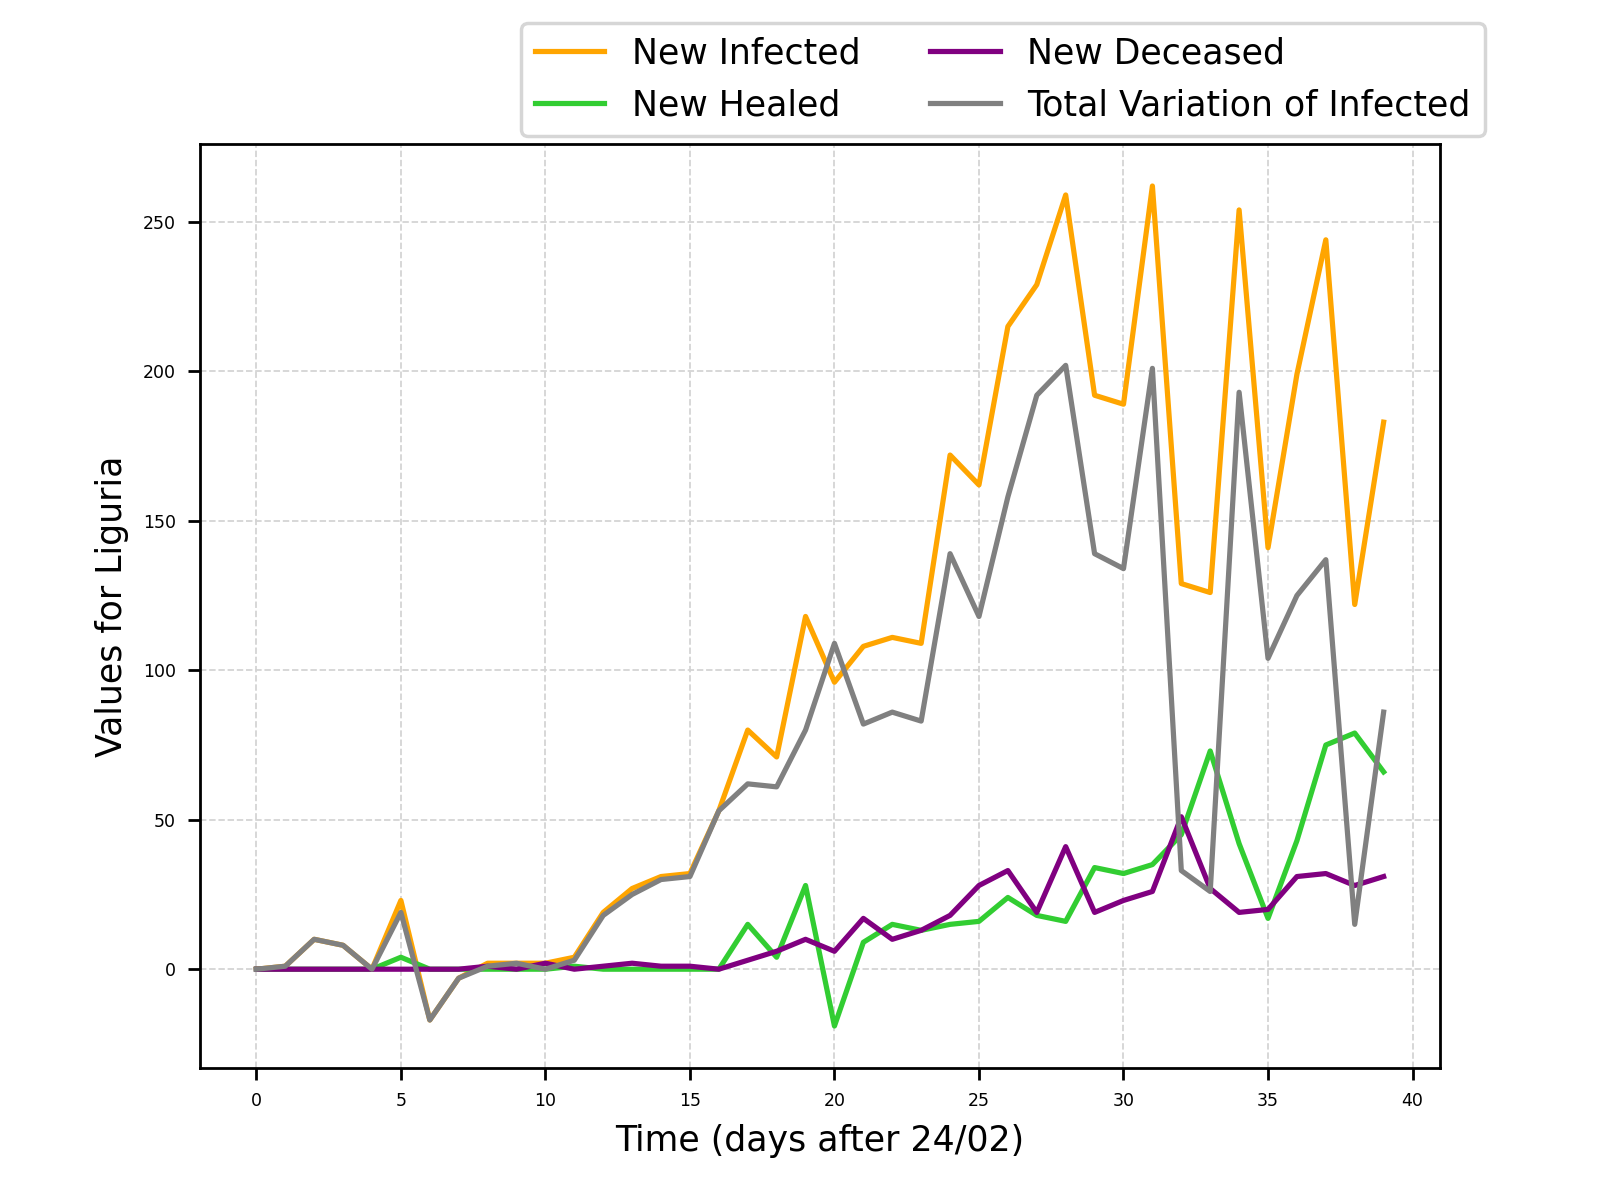 New Infected
New Healed
New Deceased
Total Variation of Infected
250
200
150
100
50
0
Values for Liguria
0 5 10 15 20 25 30 35 40
Time (days after 24/02)